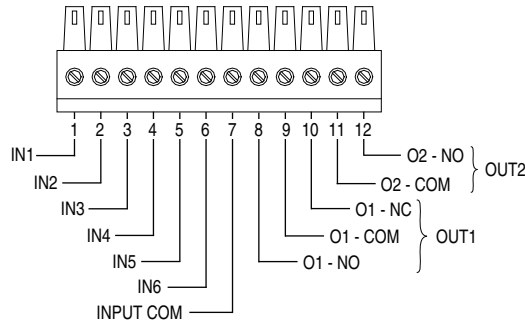 1 2 3 4 5 6 7 8 9 10 11 12
IN1
O2 - NO
OUT2
IN2
O2 - COM
IN3
O1 - NC
IN4
O1 - COM
OUT1
IN5
O1 - NO
IN6
INPUT COM